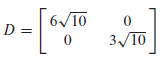 D = [ 6√10 0
0 3√10 ]